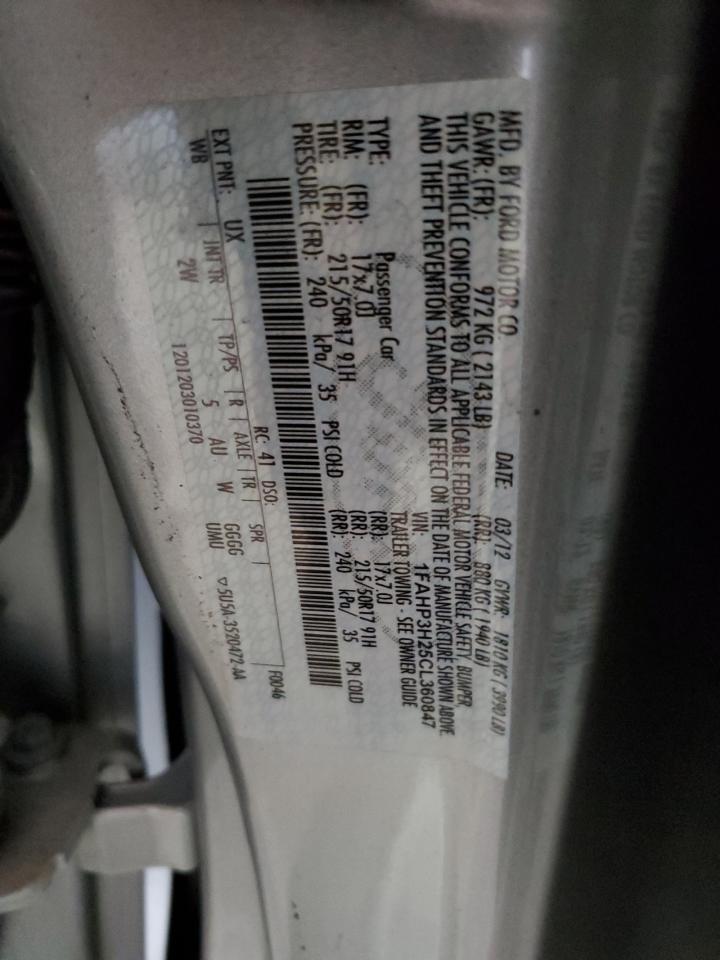 MFD. BY FORD MOTOR CO.
DATE: 03/12 GVWR: 1810 KG ( 3990 LB)
GAWR: (FR): 972 KG ( 2143 LB) (RR): 880 KG ( 1940 LB)
THIS VEHICLE CONFORMS TO ALL APPLICABLE FEDERAL MOTOR VEHICLE SAFETY, BUMPER,
AND THEFT PREVENTION STANDARDS IN EFFECT ON THE DATE OF MANUFACTURE SHOWN ABOVE.
VIN: 1FAHP3H25CL360847
TYPE: Passenger Car TRAILER TOWING - SEE OWNER GUIDE
RIM: (FR): 17x7.0J (RR): 17x7.0J
TIRE: (FR): 215/50R17 91H (RR): 215/50R17 91H
PRESSURE: (FR): 240 kPa/ 35 PSI COLD (RR): 240 kPa/ 35 PSI COLD
F0046
RC: 41 DSO:
EXT PNT: UX | INT TR | TP/PS | R | AXLE | TR | SPR |
WB 2W 5 AU W GGGG
1201203010370 UMU 5U5A-3520472-AA